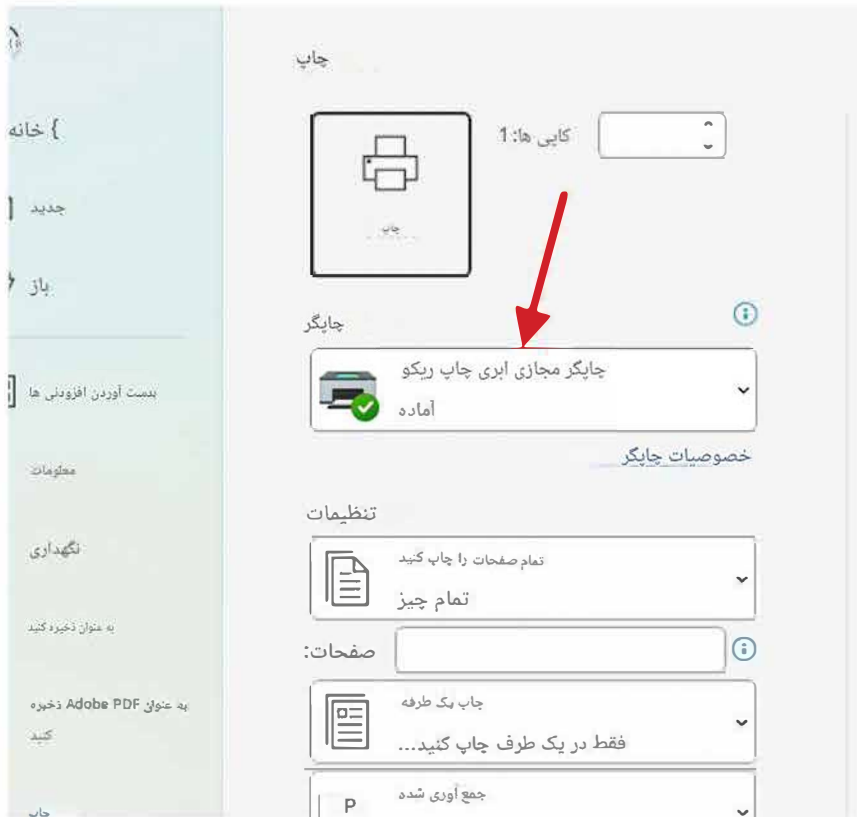 چاپ
کاپی ها: 1
چاپ
چاپگر
چاپگر مجازی ابری چاپ ریکو
آماده
خصوصیات چاپگر
تنظیمات
تمام صفحات را چاپ کنید
تمام چیز
صفحات:
چاپ یک طرفه
فقط در یک طرف چاپ کنید...
جمع آوری شده
P
{ خانه
جدید
باز
بدست آوردن افزودنی ها
معلومات
نگهداری
به عنوان ذخیره کنید
به عنوان Adobe PDF ذخیره
کنید
چاپ